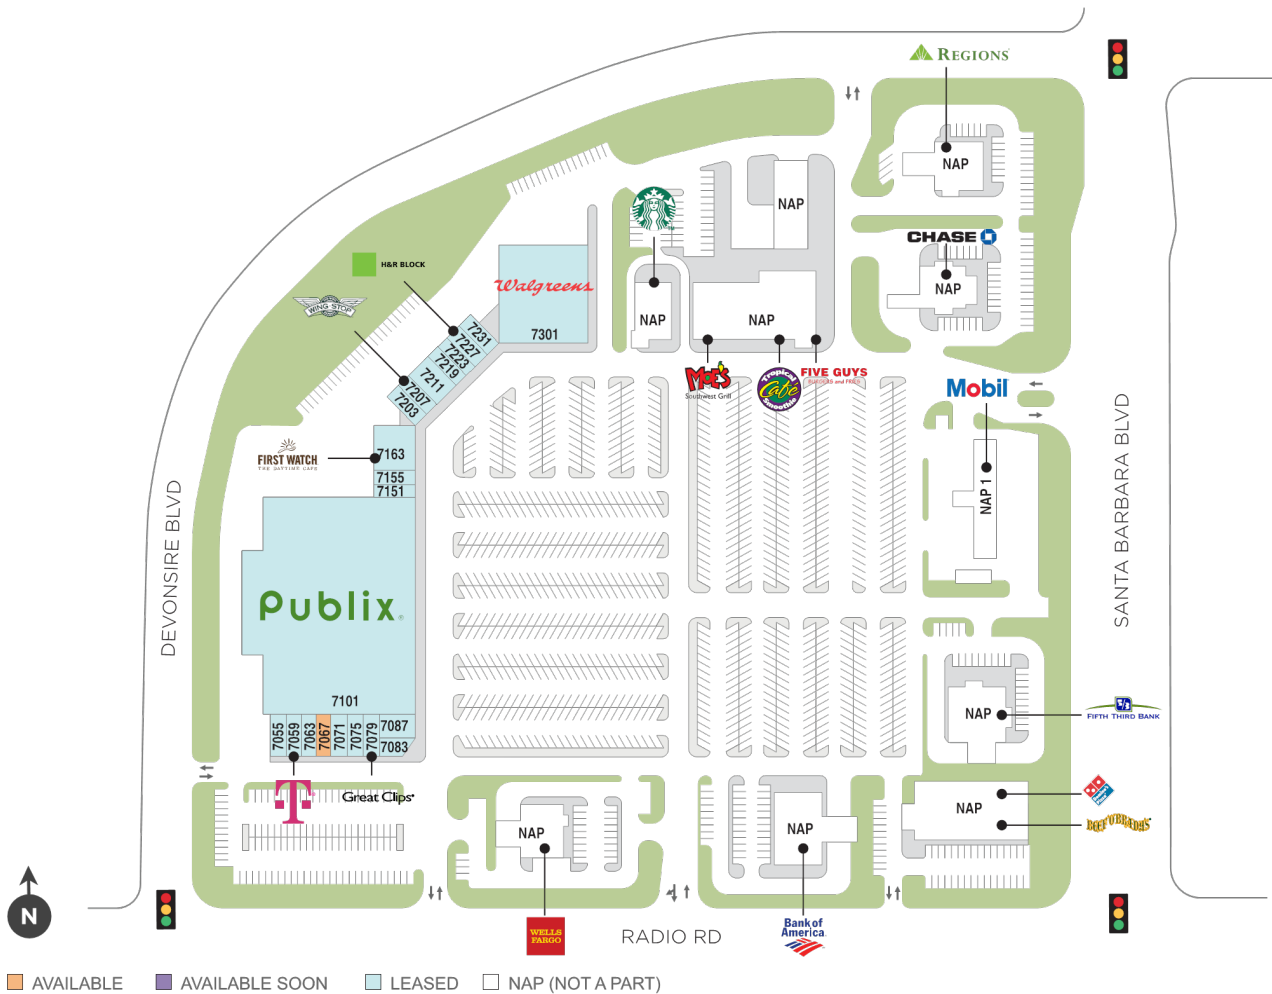 REGIONS
NAP
NAP
CHASE
NAP
H&R BLOCK
WING·STOP
Walgreens
7301
NAP
NAP
7231
7227
7223
7219
7211
7207
7203
MOE'S
Southwest Grill
Tropical
Cafe
Smoothie
FIVE GUYS
BURGERS and FRIES
Mobil
FIRST WATCH
THE DAYTIME CAFE
7163
7155
7151
NAP 1
DEVONSIRE BLVD
SANTA BARBARA BLVD
Publix
7101
7055
7059
7063
7067
7071
7075
7079
7087
7083
NAP
FIFTH THIRD BANK
T
Great Clips
NAP
NAP
NAP
Domino's
Pizza
BEEF 'O' BRADY'S
N
WELLS
FARGO
RADIO RD
Bank of
America
AVAILABLE
AVAILABLE SOON
LEASED
NAP (NOT A PART)